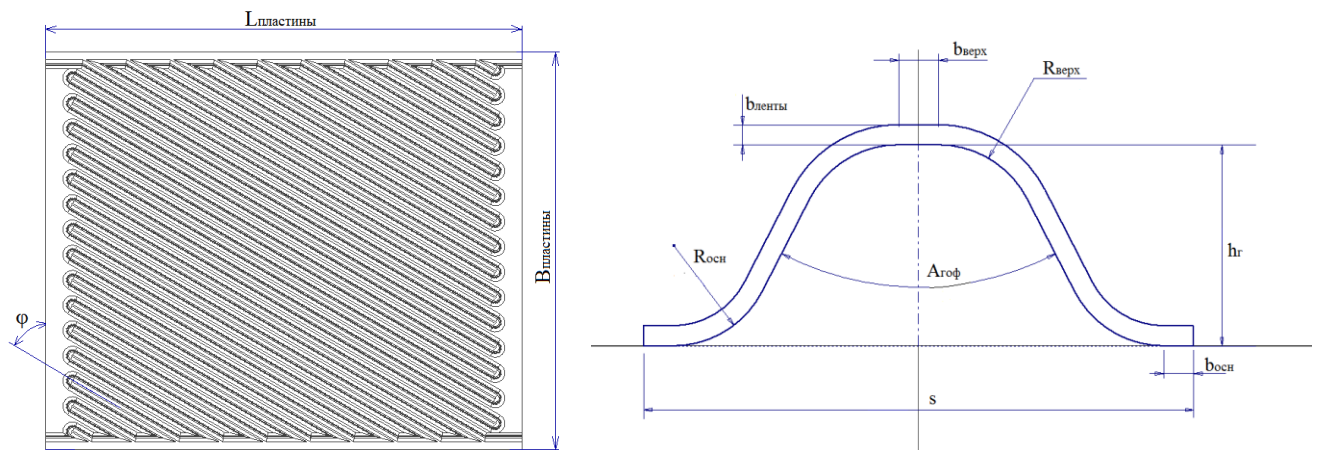 Lпластины
Bпластины
φ
bверх
Rверх
bленты
Rосн
Aгоф
hг
bосн
s